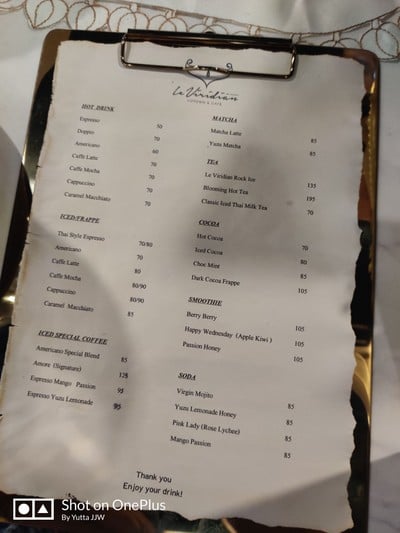 Le Viridian
HOT DRINK
Espresso 50
Doppio 70
Americano 60
Caffe Latte 70
Caffe Mocha 70
Cappuccino 70
Caramel Macchiato 70
ICED/FRAPPE
Thai Style Espresso 70/80
Americano 70
Caffe Latte 80
Caffe Mocha 80/90
Cappuccino 80/90
Caramel Macchiato 85
ICED SPECIAL COFFEE
Americano Special Blend 85
Amore (Signature) 125
Espresso Mango Passion 95
Espresso Yuzu Lemonade 95
MATCHA
Matcha Latte 85
Yuzu Matcha 85
TEA
Le Viridian Rock Ice 135
Blooming Hot Tea 195
Classic Iced Thai Milk Tea 70
COCOA
Hot Cocoa 70
Iced Cocoa 80
Choc Mint 85
Dark Cocoa Frappe 105
SMOOTHIE
Berry Berry 105
Happy Wednesday (Apple Kiwi) 105
Passion Honey 105
SODA
Virgin Mojito 85
Yuzu Lemonade Honey 85
Pink Lady (Rose Lychee) 85
Mango Passion 85
Thank you
Enjoy your drink!
Shot on OnePlus
By Yutta JJW